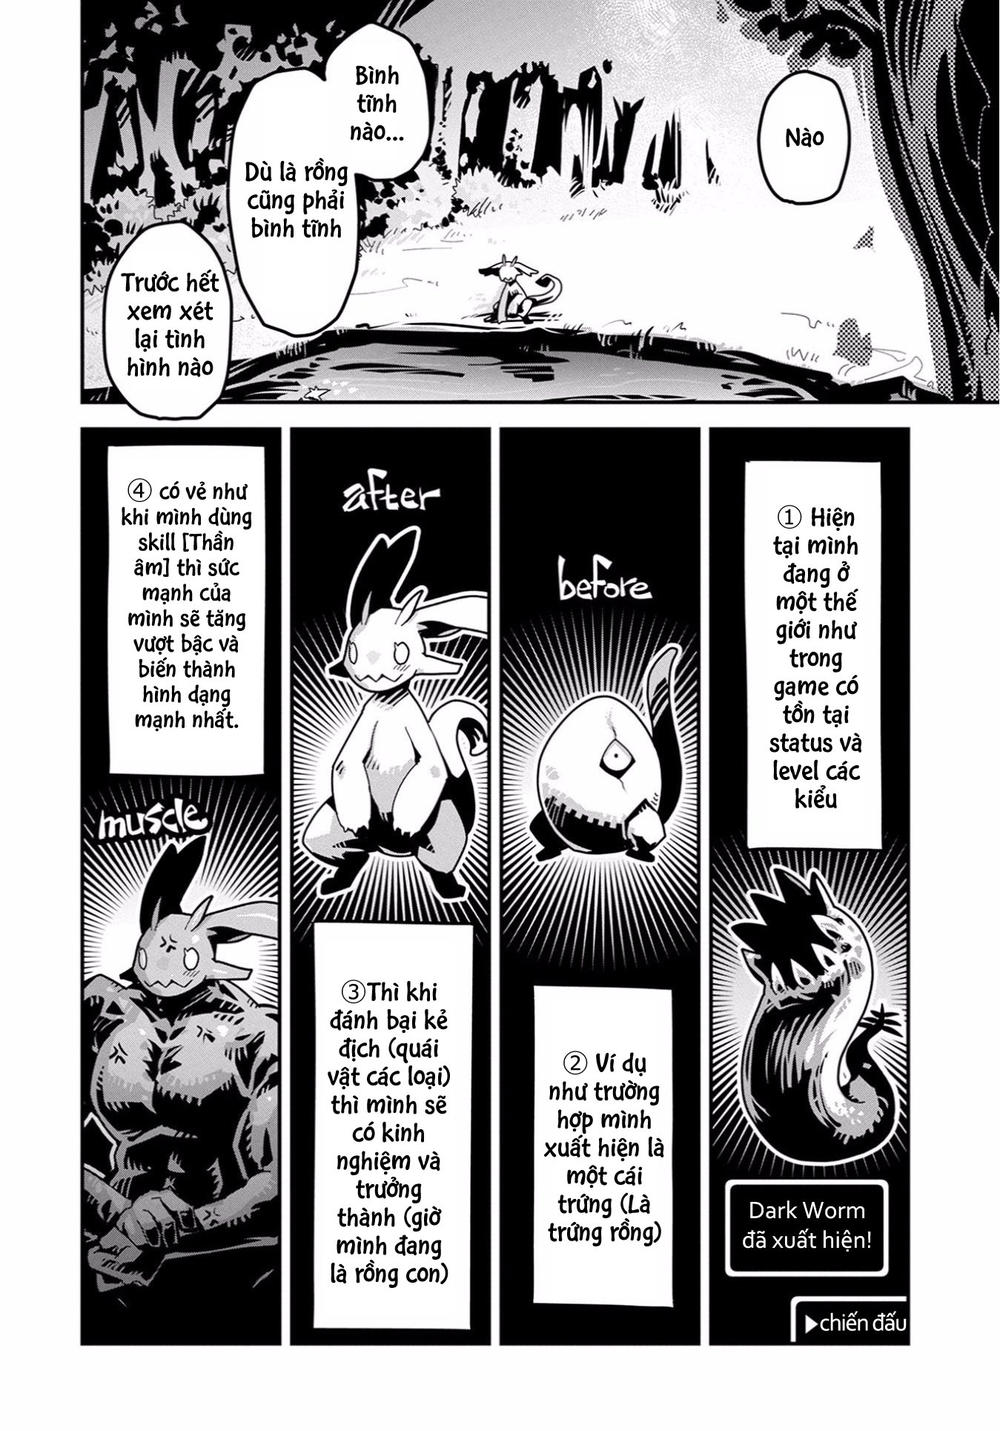 Nào
Bình
tĩnh
nào...
Dù là rồng
cũng phải
bình tĩnh
Trước hết
xem xét
lại tình
hình nào
① Hiện
tại mình
đang ở
một thế
giới như
trong
game có
tồn tại
status và
level các
kiểu
Dark Worm
đã xuất hiện!
▶chiến đấu
before
② Ví dụ
như trường
hợp mình
xuất hiện là
một cái
trứng (Là
trứng rồng)
after
③Thì khi
đánh bại kẻ
địch (quái
vật các loại)
thì mình sẽ
có kinh
nghiệm và
trưởng
thành (giờ
mình đang
là rồng con)
④ có vẻ như
khi mình dùng
skill [Thần
âm] thì sức
mạnh của
mình sẽ tăng
vượt bậc và
biến thành
hình dạng
mạnh nhất.
muscle